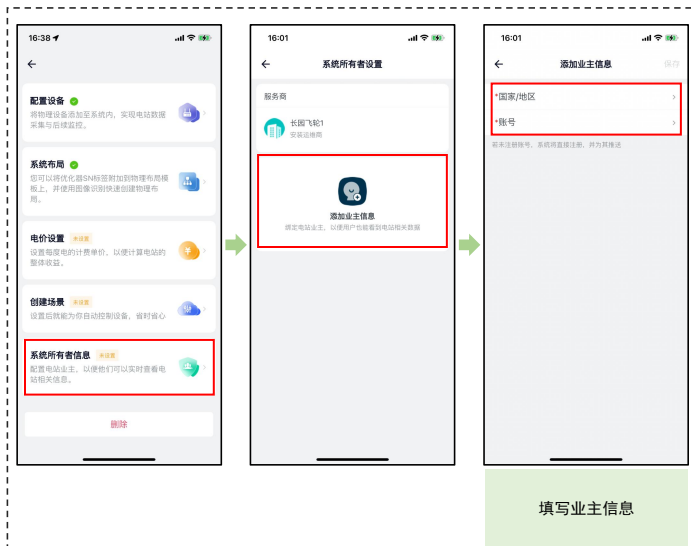 16:38
配置设备
将物理设备添加至系统内，实现电站数据
采集与后续监控。
系统布局
您可以将优化器SN标签附加到物理布局模
板上，并使用图像识别快速创建物理布
局。
电价设置 未设置
设置每度电的计费单价，以便计算电站的
整体收益。
创建场景 未设置
设置后就能为你自动控制设备，省时省心
系统所有者信息 未设置
配置电站业主，以便他们可以实时查看电
站相关信息。
删除
16:01
系统所有者设置
服务商
长园飞轮1
安装运维商
添加业主信息
绑定电站业主，以便用户也能看到电站相关数据
16:01
添加业主信息 保存
*国家/地区
*账号
若未注册账号，系统将直接注册，并为其推送
填写业主信息